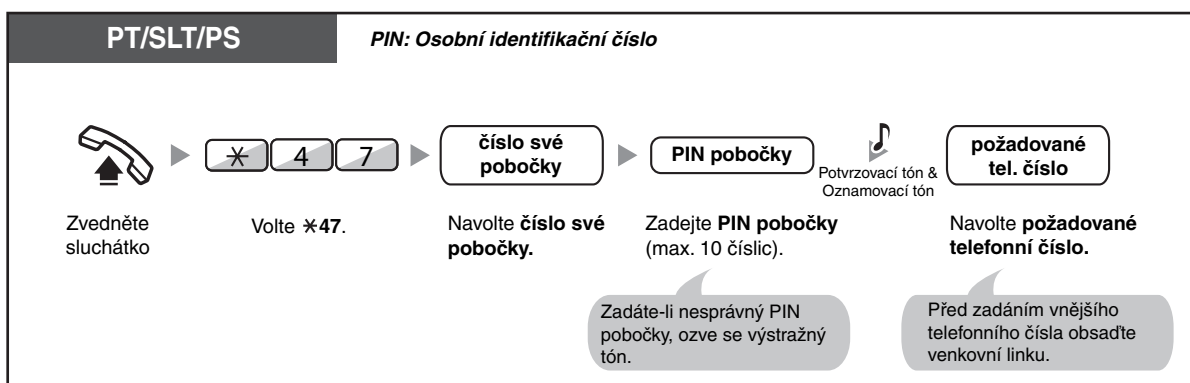 PT/SLT/PS
PIN: Osobní identifikační číslo
✳ 4 7
číslo své
pobočky
PIN pobočky
Potvrzovací tón &
Oznamovací tón
požadované
tel. číslo
Zvedněte
sluchátko
Volte ✳47.
Navolte číslo své
pobočky.
Zadejte PIN pobočky
(max. 10 číslic).
Navolte požadované
telefonní číslo.
Zadáte-li nesprávný PIN
pobočky, ozve se výstražný
tón.
Před zadáním vnějšího
telefonního čísla obsaďte
venkovní linku.